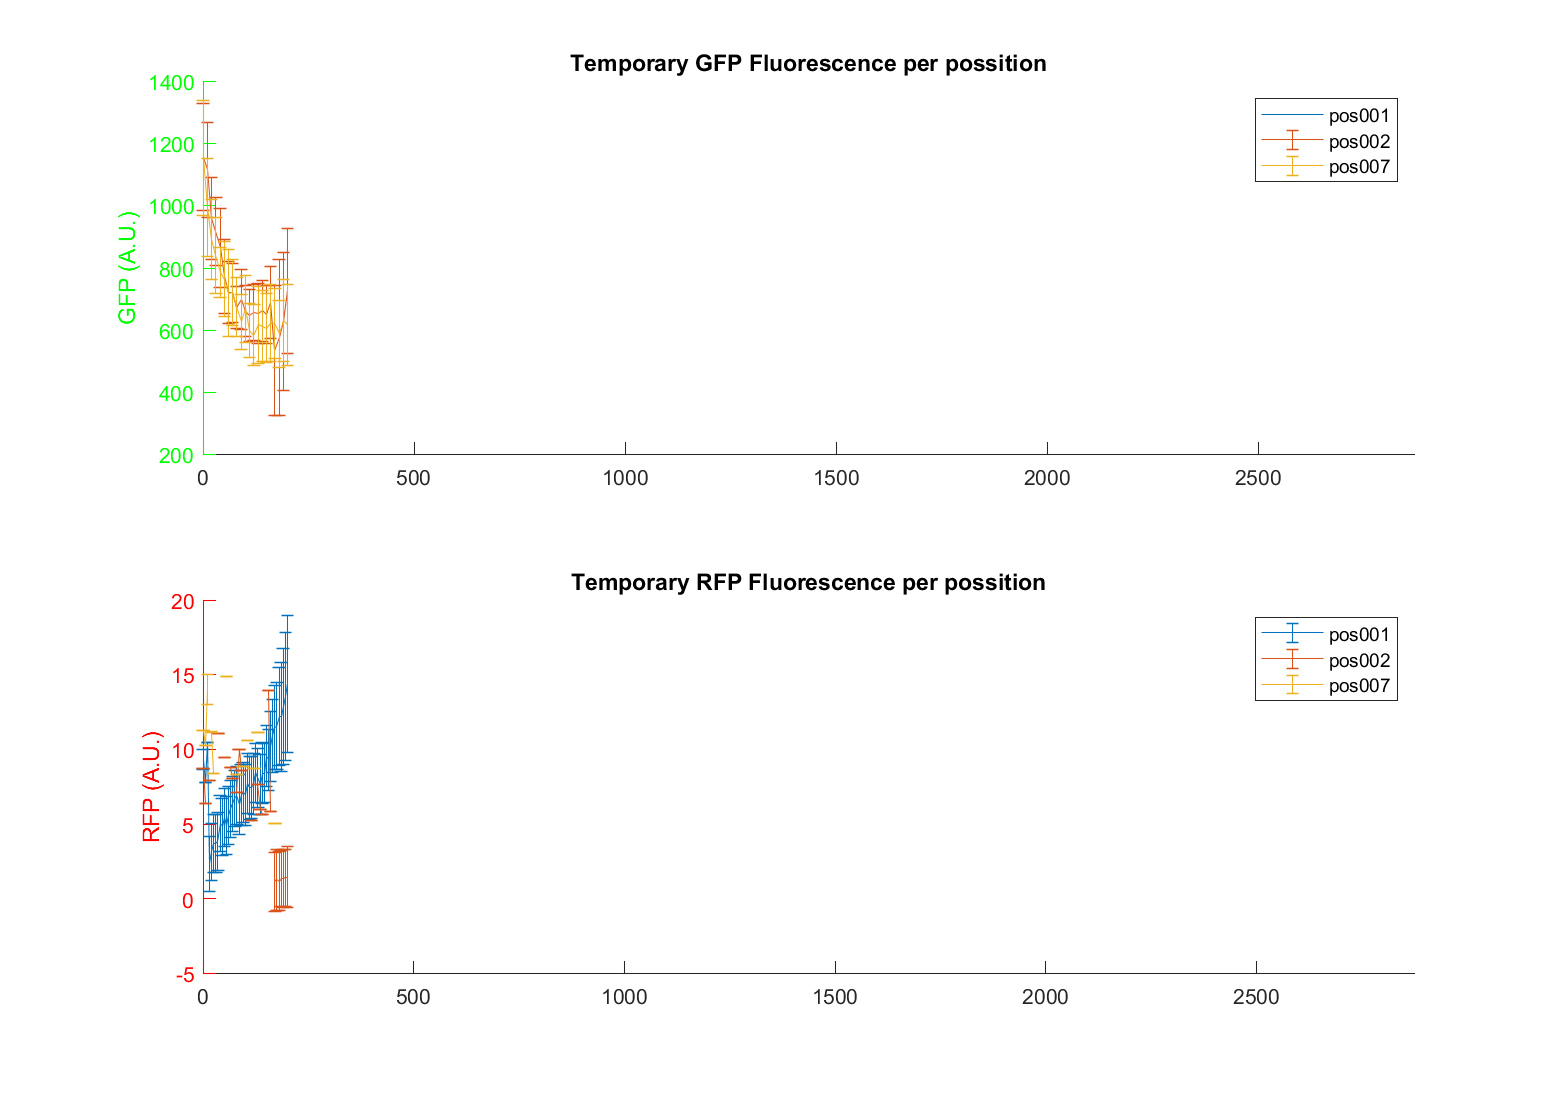 Temporary GFP Fluorescence per possition
1400
1200
1000
800
600
400
200
GFP (A.U.)
pos001
pos002
pos007
0 500 1000 1500 2000 2500
Temporary RFP Fluorescence per possition
20
15
10
5
0
-5
RFP (A.U.)
pos001
pos002
pos007
0 500 1000 1500 2000 2500